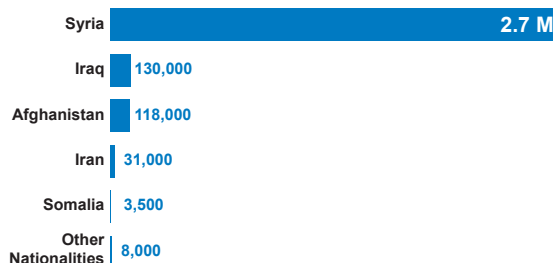 Syria 2.7 M
Iraq 130,000
Afghanistan 118,000
Iran 31,000
Somalia 3,500
Other
Nationalities 8,000